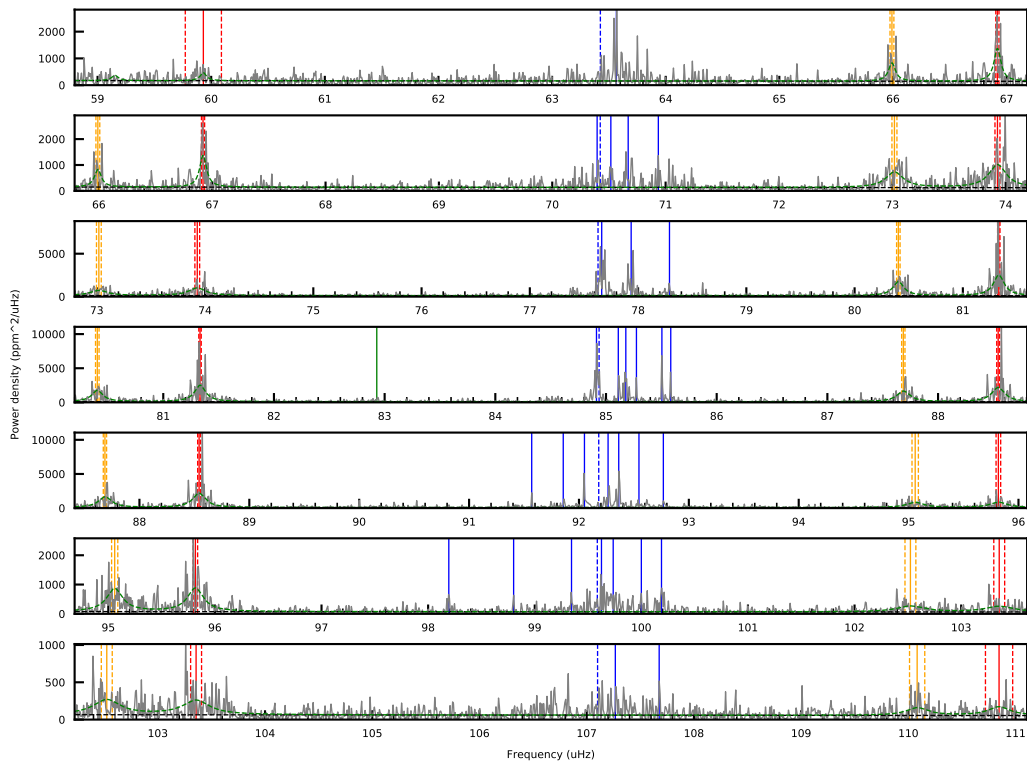 2000
1000
0
59 60 61 62 63 64 65 66 67
2000
1000
0
66 67 68 69 70 71 72 73 74
5000
0
73 74 75 76 77 78 79 80 81
Power density (ppm^2/uHz)
10000
5000
0
81 82 83 84 85 86 87 88
10000
5000
0
88 89 90 91 92 93 94 95 96
2000
1000
0
95 96 97 98 99 100 101 102 103
1000
500
0
103 104 105 106 107 108 109 110 111
Frequency (uHz)